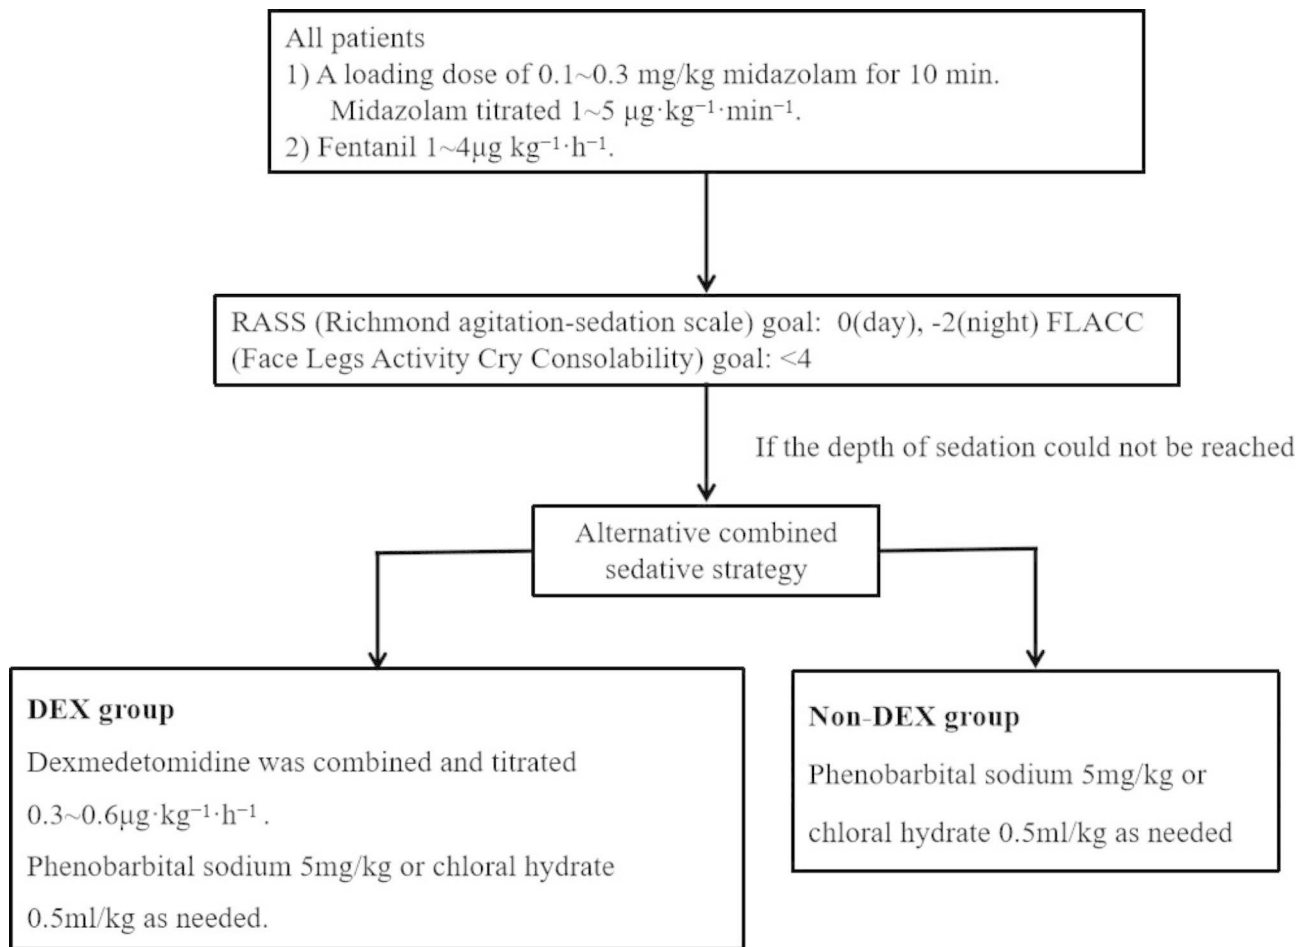 All patients
1) A loading dose of 0.1~0.3 mg/kg midazolam for 10 min.
Midazolam titrated 1~5 μg·kg⁻¹·min⁻¹.
2) Fentanil 1~4μg kg⁻¹·h⁻¹.
RASS (Richmond agitation-sedation scale) goal: 0(day), -2(night) FLACC
(Face Legs Activity Cry Consolability) goal: <4
If the depth of sedation could not be reached
Alternative combined
sedative strategy
DEX group
Dexmedetomidine was combined and titrated
0.3~0.6μg·kg⁻¹·h⁻¹ .
Phenobarbital sodium 5mg/kg or chloral hydrate
0.5ml/kg as needed.
Non-DEX group
Phenobarbital sodium 5mg/kg or
chloral hydrate 0.5ml/kg as needed